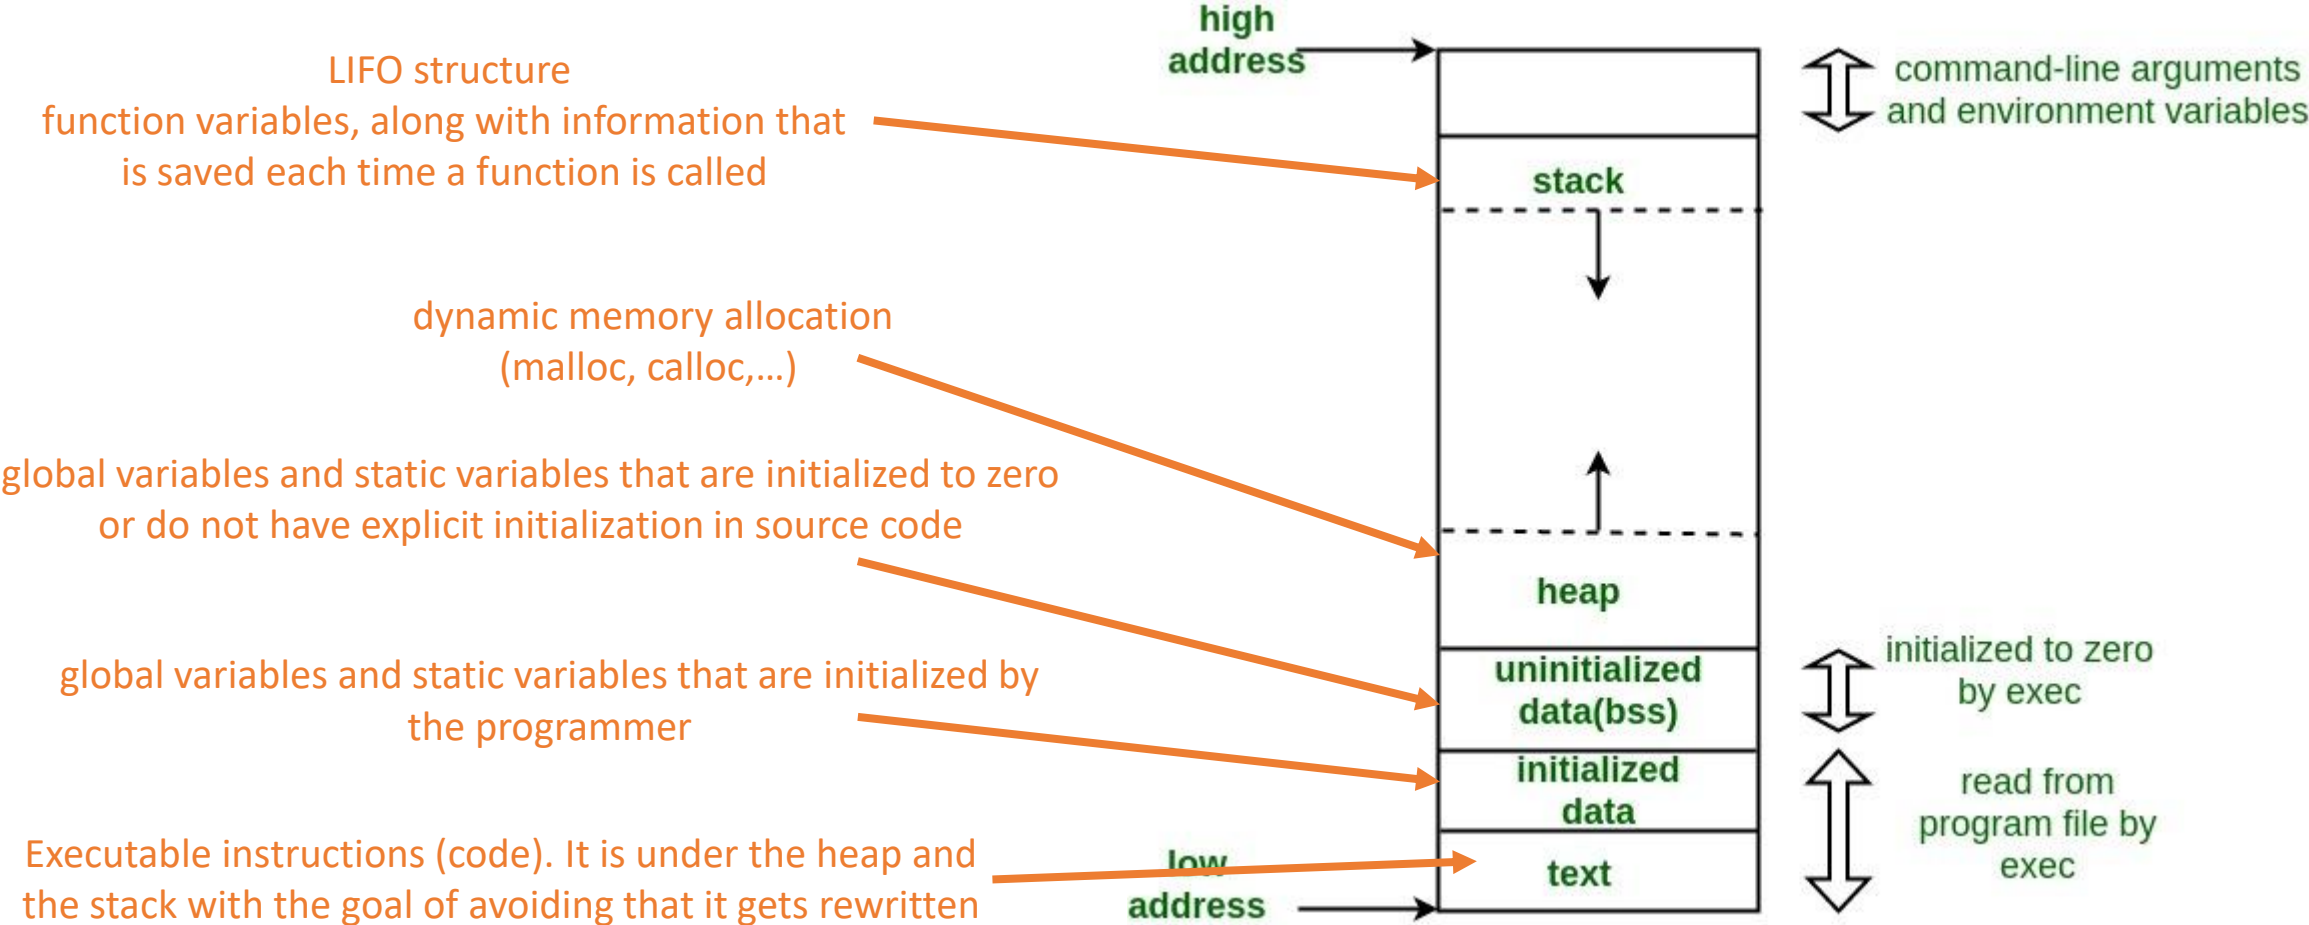 high
address
command-line arguments
and environment variables
LIFO structure
function variables, along with information that
is saved each time a function is called
stack
dynamic memory allocation
(malloc, calloc,...)
global variables and static variables that are initialized to zero
or do not have explicit initialization in source code
heap
uninitialized
data(bss)
initialized to zero
by exec
global variables and static variables that are initialized by
the programmer
initialized
data
read from
program file by
exec
Executable instructions (code). It is under the heap and
the stack with the goal of avoiding that it gets rewritten
low
address
text